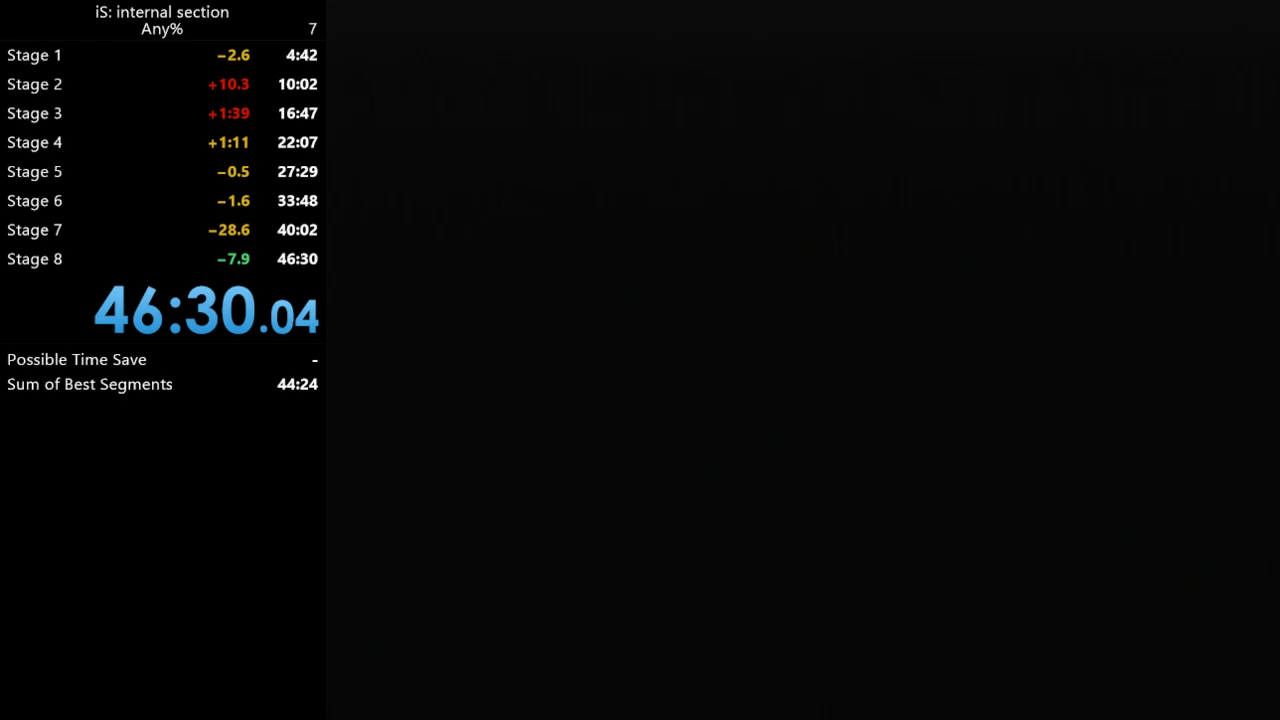 iS: internal section
Any% 7
Stage 1 −2.6 4:42
Stage 2 +10.3 10:02
Stage 3 +1:39 16:47
Stage 4 +1:11 22:07
Stage 5 −0.5 27:29
Stage 6 −1.6 33:48
Stage 7 −28.6 40:02
Stage 8 −7.9 46:30
46:30.04
Possible Time Save -
Sum of Best Segments 44:24